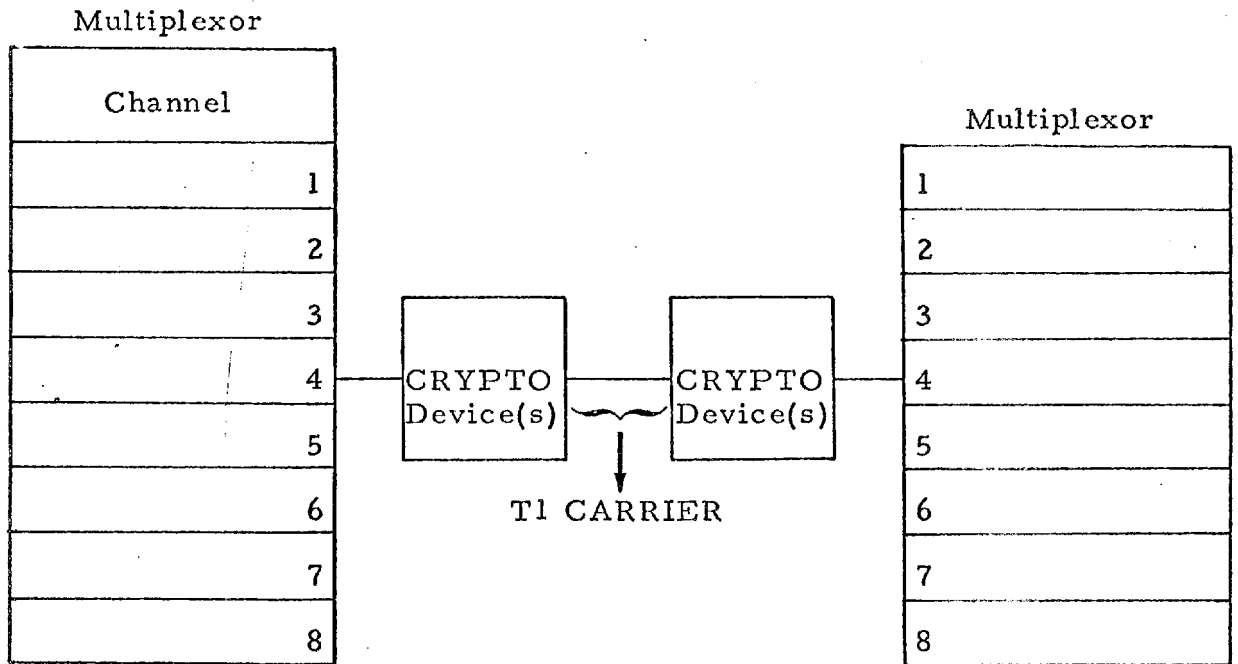 Multiplexor
Channel
1
2
3
4
5
6
7
8
CRYPTO
Device(s)
CRYPTO
Device(s)
T1 CARRIER
Multiplexor
1
2
3
4
5
6
7
8